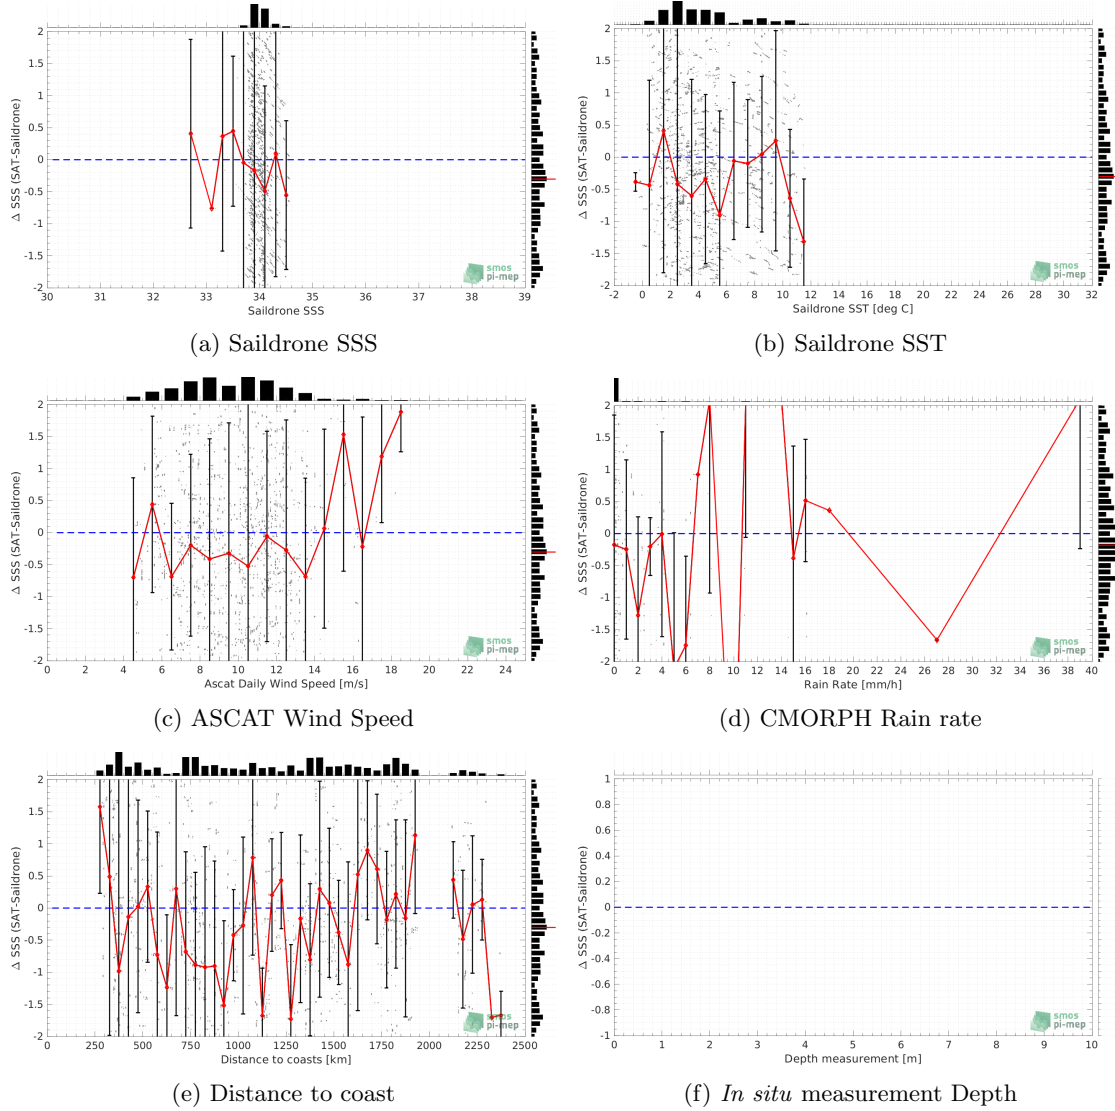 2
1.5
1
0.5
0
-0.5
-1
-1.5
-2
Δ SSS (SAT-Saildrone)
30 31 32 33 34 35 36 37 38 39
Saildrone SSS
smos
pi-mep
(a) Saildrone SSS
2
1.5
1
0.5
0
-0.5
-1
-1.5
-2
Δ SSS (SAT-Saildrone)
-2 0 2 4 6 8 10 12 14 16 18 20 22 24 26 28 30 32
Saildrone SST [deg C]
smos
pi-mep
(b) Saildrone SST
2
1.5
1
0.5
0
-0.5
-1
-1.5
-2
Δ SSS (SAT-Saildrone)
0 2 4 6 8 10 12 14 16 18 20 22 24
Ascat Daily Wind Speed [m/s]
smos
pi-mep
(c) ASCAT Wind Speed
2
1.5
1
0.5
0
-0.5
-1
-1.5
-2
Δ SSS (SAT-Saildrone)
0 2 4 6 8 10 12 14 16 18 20 22 24 26 28 30 32 34 36 38 40
Rain Rate [mm/h]
smos
pi-mep
(d) CMORPH Rain rate
2
1.5
1
0.5
0
-0.5
-1
-1.5
-2
Δ SSS (SAT-Saildrone)
0 250 500 750 1000 1250 1500 1750 2000 2250 2500
Distance to coasts [km]
smos
pi-mep
(e) Distance to coast
1
0.8
0.6
0.4
0.2
0
-0.2
-0.4
-0.6
-0.8
-1
Δ SSS (SAT-Saildrone)
0 1 2 3 4 5 6 7 8 9 10
Depth measurement [m]
smos
pi-mep
(f) In situ measurement Depth